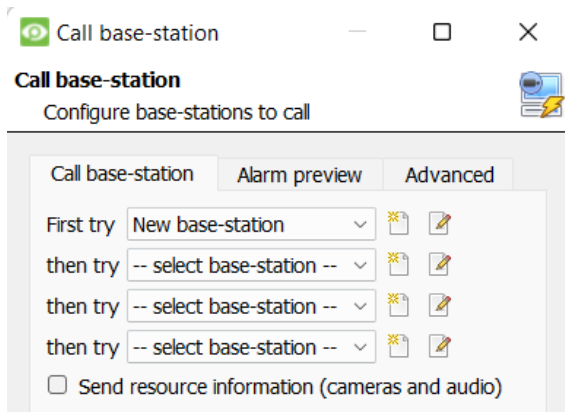 Call base-station
Call base-station
Configure base-stations to call
Call base-station Alarm preview Advanced
First try New base-station
then try -- select base-station --
then try -- select base-station --
then try -- select base-station --
Send resource information (cameras and audio)